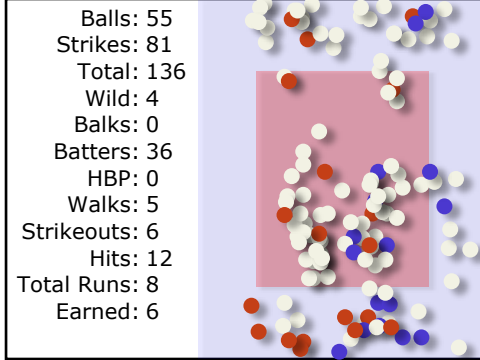 Balls: 55
Strikes: 81
Total: 136
Wild: 4
Balks: 0
Batters: 36
HBP: 0
Walks: 5
Strikeouts: 6
Hits: 12
Total Runs: 8
Earned: 6